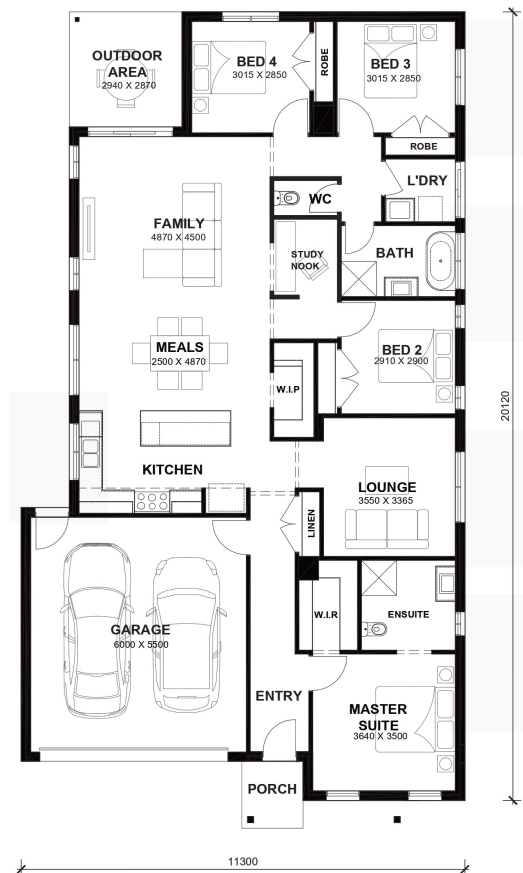 OUTDOOR
AREA
2940 X 2870
BED 4
3015 X 2850
ROBE
BED 3
3015 X 2850
ROBE
L'DRY
WC
FAMILY
4870 X 4500
STUDY
NOOK
BATH
MEALS
2500 X 4870
BED 2
2910 X 2900
W.I.P
20120
KITCHEN
LOUNGE
3550 X 3365
LINEN
GARAGE
6000 X 5500
W.I.R
ENSUITE
ENTRY
MASTER
SUITE
3640 X 3500
PORCH
11300